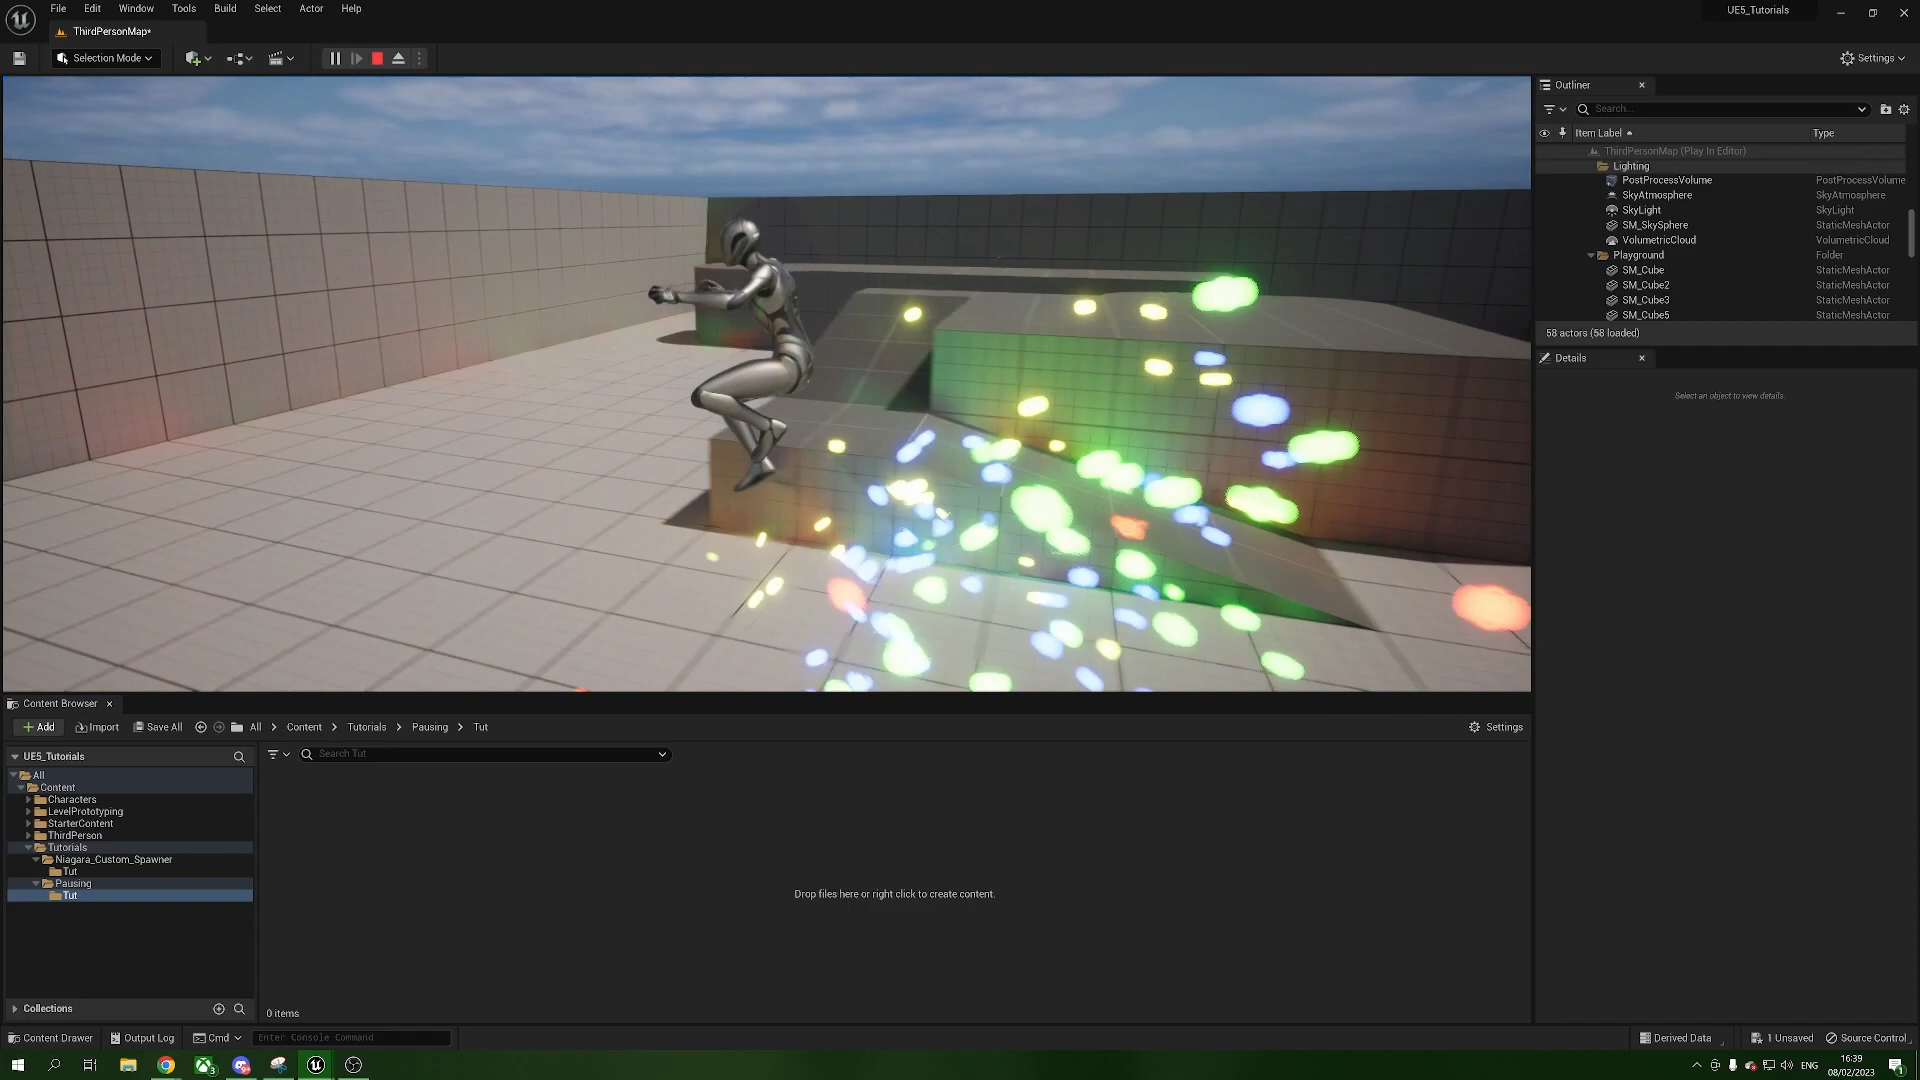 File Edit Window Tools Build Select Actor Help
UE5_Tutorials
ThirdPersonMap*
Selection Mode
Settings
Outliner
Search...
Item Label Type
ThirdPersonMap (Play In Editor)
Lighting
PostProcessVolume PostProcessVolume
SkyAtmosphere SkyAtmosphere
SkyLight SkyLight
SM_SkySphere StaticMeshActor
VolumetricCloud VolumetricCloud
Playground Folder
SM_Cube StaticMeshActor
SM_Cube2 StaticMeshActor
SM_Cube3 StaticMeshActor
SM_Cube5 StaticMeshActor
58 actors (58 loaded)
Details
Select an object to view details.
Content Browser
Add Import Save All All Content Tutorials Pausing Tut
Settings
UE5_Tutorials
Search Tut
All
Content
Characters
LevelPrototyping
StarterContent
ThirdPerson
Tutorials
Niagara_Custom_Spawner
Tut
Pausing
Tut
Drop files here or right click to create content.
Collections
0 items
Content Drawer Output Log Cmd Enter Console Command
Derived Data 1 Unsaved Source Control
ENG
16:39
08/02/2023